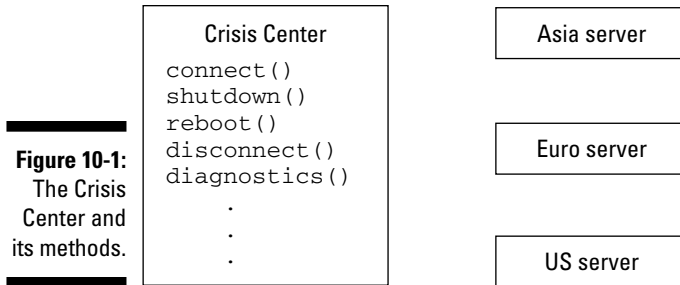 Crisis Center
connect()
shutdown()
reboot()
disconnect()
diagnostics()
.
.
.
Asia server
Euro server
US server
Figure 10-1:
The Crisis
Center and
its methods.